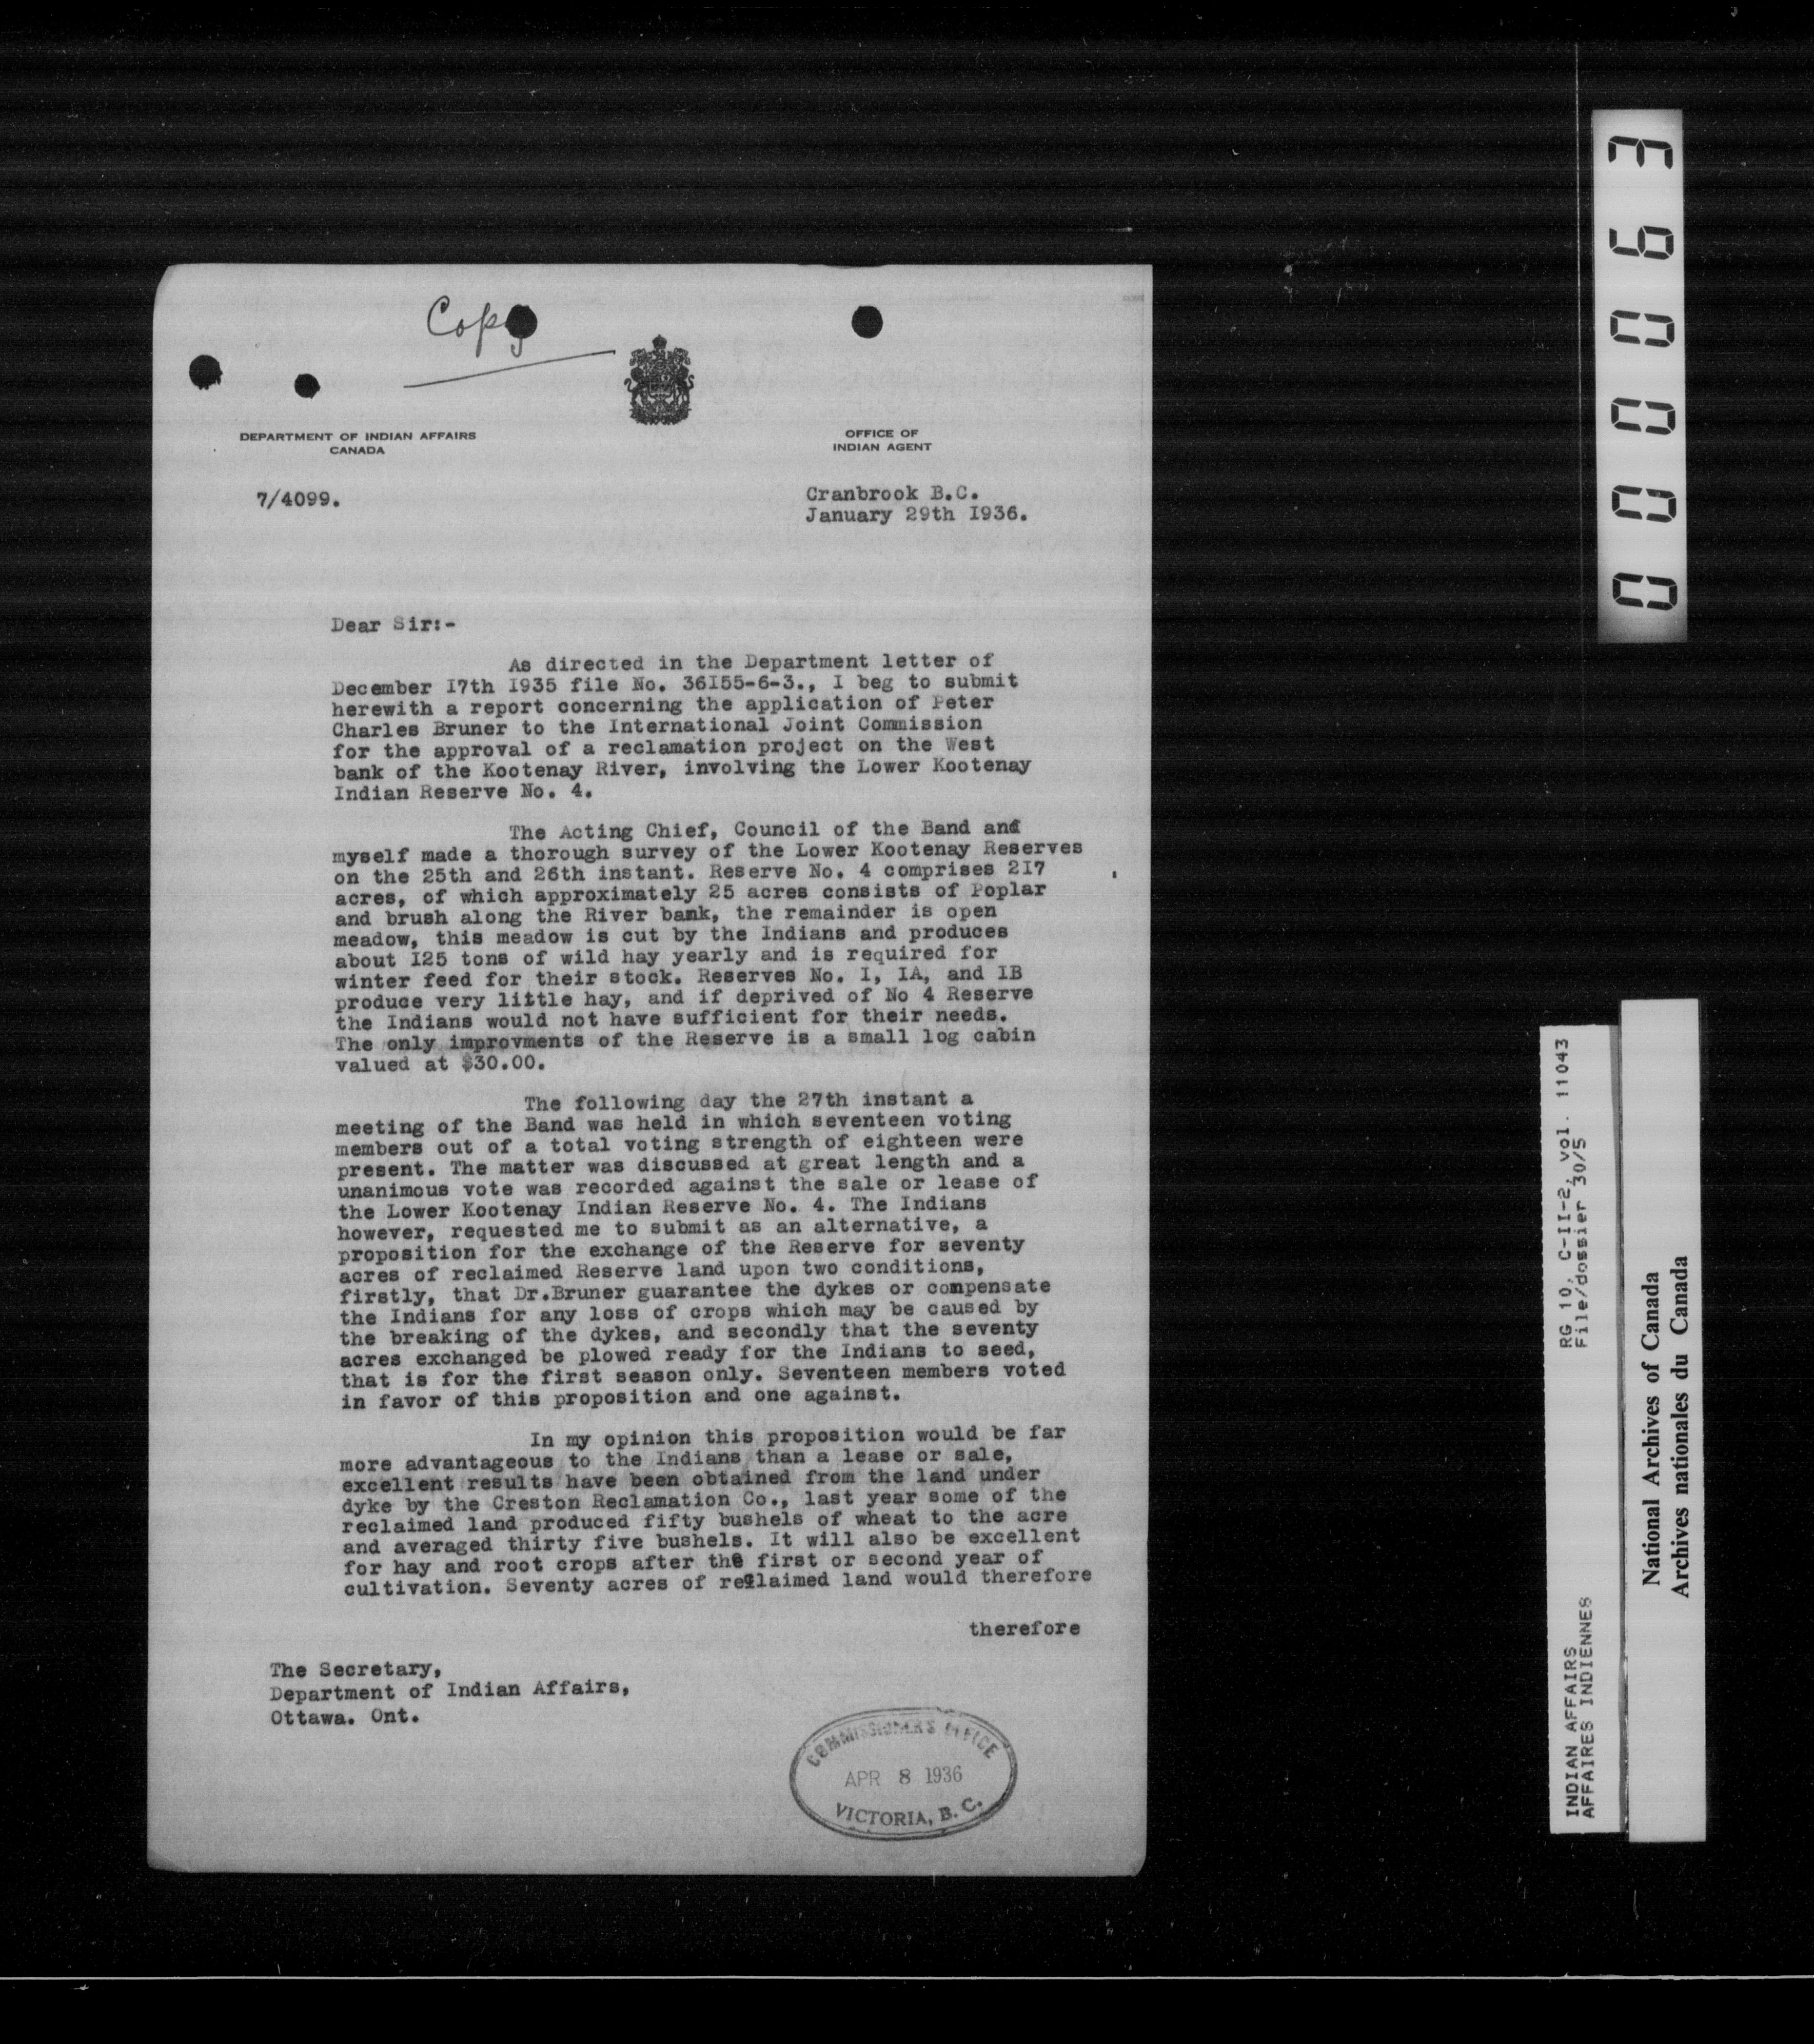 Copy
DEPARTMENT OF INDIAN AFFAIRS
CANADA
OFFICE OF
INDIAN AGENT
7/4099.
Cranbrook B.C.
January 29th I936.
Dear Sir:-
As directed in the Department letter of
December I7th I935 file No. 36I55-6-3., I beg to submit
herewith a report concerning the application of Peter
Charles Bruner to the International Joint Commission
for the approval of a reclamation project on the West
bank of the Kootenay River, involving the Lower Kootenay
Indian Reserve No. 4.
The Acting Chief, Council of the Band and
myself made a thorough survey of the Lower Kootenay Reserves
on the 25th and 26th instant. Reserve No. 4 comprises 2I7
acres, of which approximately 25 acres consists of Poplar
and brush along the River bank, the remainder is open
meadow, this meadow is cut by the Indians and produces
about I25 tons of wild hay yearly and is required for
winter feed for their stock. Reserves No. I, IA, and IB
produce very little hay, and if deprived of No 4 Reserve
the Indians would not have sufficient for their needs.
The only improvments of the Reserve is a small log cabin
valued at $30.00.
The following day the 27th instant a
meeting of the Band was held in which seventeen voting
members out of a total voting strength of eighteen were
present. The matter was discussed at great length and a
unanimous vote was recorded against the sale or lease of
the Lower Kootenay Indian Reserve No. 4. The Indians
however, requested me to submit as an alternative, a
proposition for the exchange of the Reserve for seventy
acres of reclaimed Reserve land upon two conditions,
firstly, that Dr.Bruner guarantee the dykes or compensate
the Indians for any loss of crops which may be caused by
the breaking of the dykes, and secondly that the seventy
acres exchanged be plowed ready for the Indians to seed,
that is for the first season only. Seventeen members voted
in favor of this proposition and one against.
In my opinion this proposition would be far
more advantageous to the Indians than a lease or sale,
excellent results have been obtained from the land under
dyke by the Creston Reclamation Co., last year some of the
reclaimed land produced fifty bushels of wheat to the acre
and averaged thirty five bushels. It will also be excellent
for hay and root crops after the first or second year of
cultivation. Seventy acres of reclaimed land would therefore
therefore
The Secretary,
Department of Indian Affairs,
Ottawa. Ont.
COMMISSIONER'S OFFICE
APR 8 1936
VICTORIA, B. C.
000063
RG 10, C-II-2, vol. 11043
File/dossier 30/5
INDIAN AFFAIRS
AFFAIRES INDIENNES
National Archives of Canada
Archives nationales du Canada